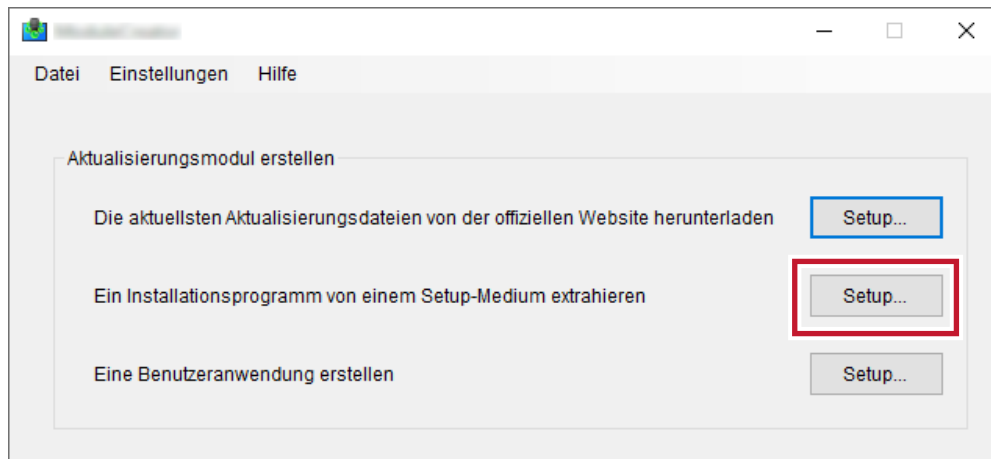 Datei Einstellungen Hilfe
Aktualisierungsmodul erstellen
Die aktuellsten Aktualisierungsdateien von der offiziellen Website herunterladen Setup...
Ein Installationsprogramm von einem Setup-Medium extrahieren Setup...
Eine Benutzeranwendung erstellen Setup...